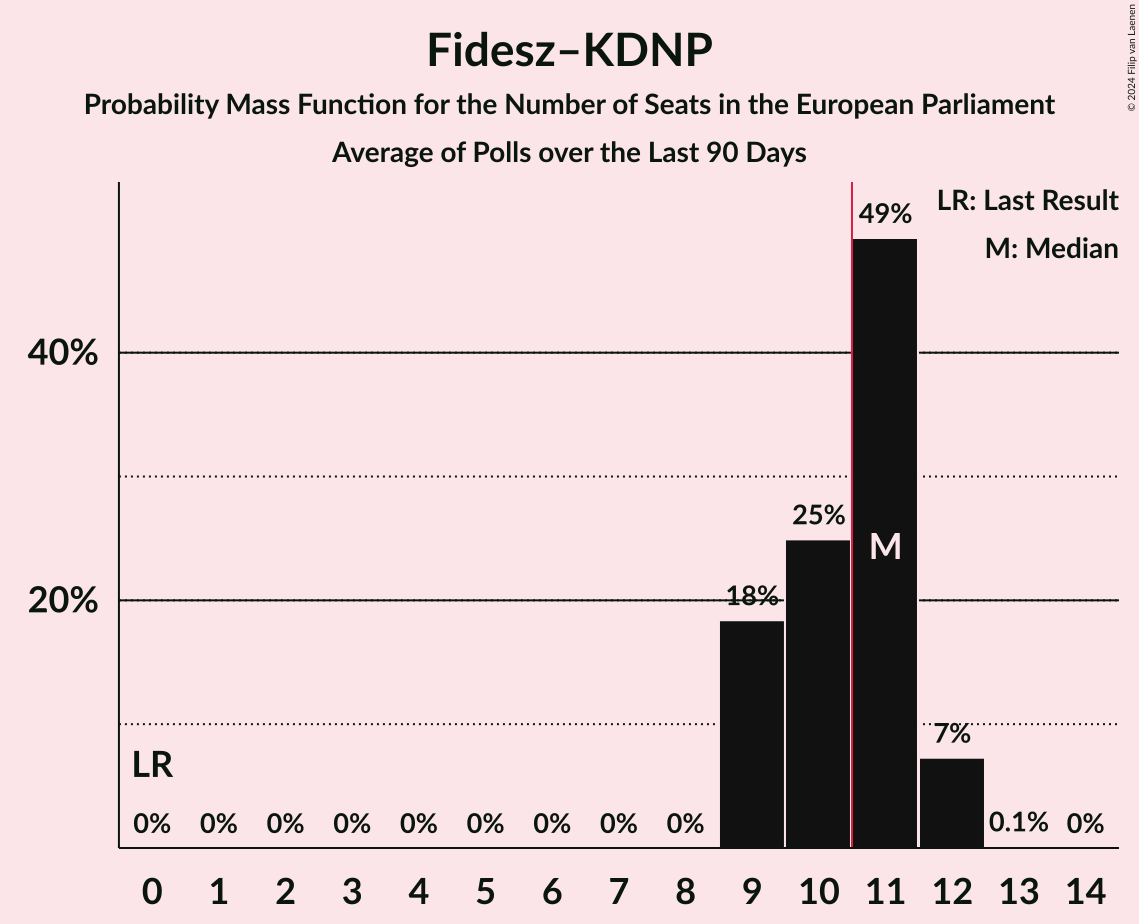 Fidesz–KDNP
Probability Mass Function for the Number of Seats in the European Parliament
Average of Polls over the Last 90 Days
© 2024 Filip van Laenen
LR: Last Result
M: Median
49%
40%
25%
M
20%
18%
7%
LR
0% 0% 0% 0% 0% 0% 0% 0% 0% 0.1% 0%
0 1 2 3 4 5 6 7 8 9 10 11 12 13 14